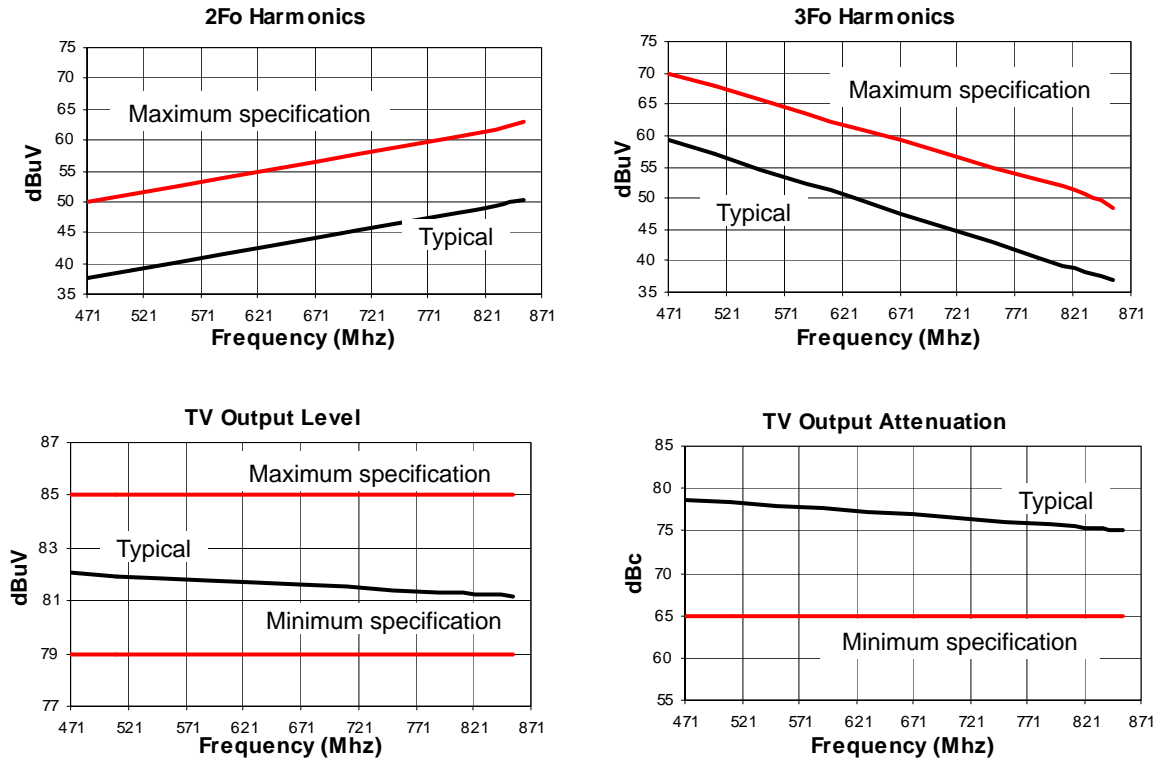 2Fo Harmonics
75
70
65
60
55
50
45
40
35
dBuV
Maximum specification
Typical
471 521 571 621 671 721 771 821 871
Frequency (Mhz)
3Fo Harmonics
75
70
65
60
55
50
45
40
35
dBuV
Maximum specification
Typical
471 521 571 621 671 721 771 821 871
Frequency (Mhz)
TV Output Level
87
85
83
81
79
77
dBuV
Maximum specification
Typical
Minimum specification
471 521 571 621 671 721 771 821 871
Frequency (Mhz)
TV Output Attenuation
85
80
75
70
65
60
55
dBc
Typical
Minimum specification
471 521 571 621 671 721 771 821 871
Frequency (Mhz)